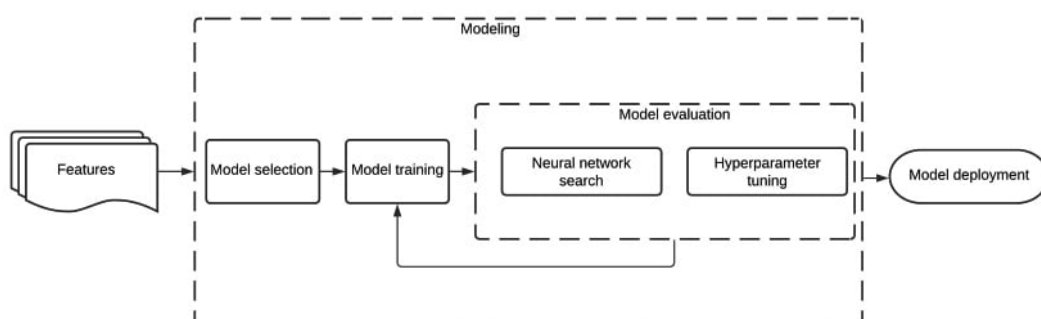 Modeling
Model evaluation
Features
Model selection
Model training
Neural network
search
Hyperparameter
tuning
Model deployment